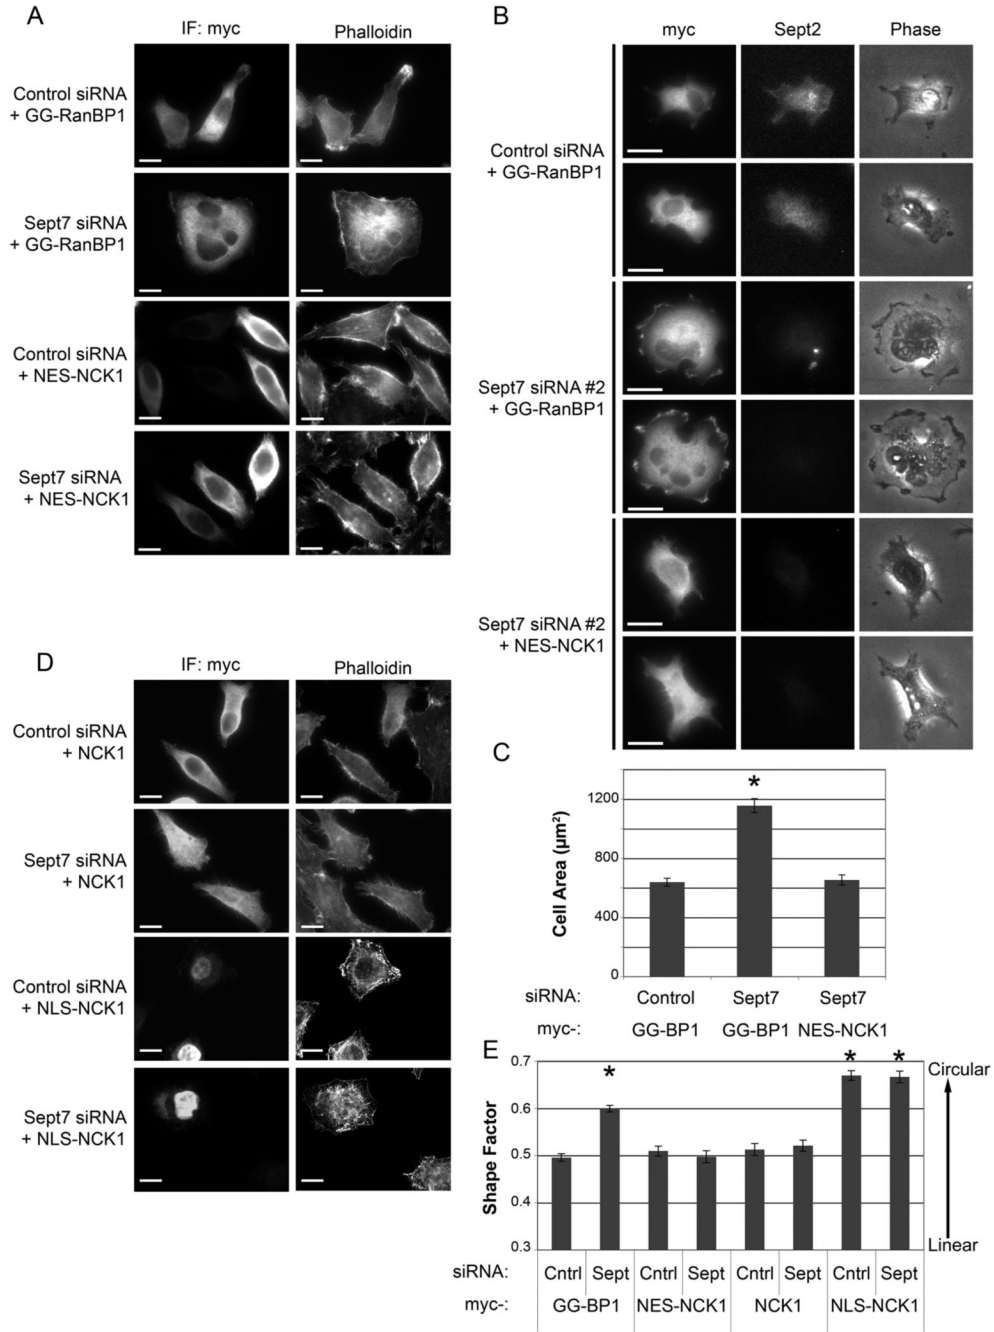 A
IF: myc
Phalloidin
Control siRNA
+ GG-RanBP1
Sept7 siRNA
+ GG-RanBP1
Control siRNA
+ NES-NCK1
Sept7 siRNA
+ NES-NCK1
B
myc
Sept2
Phase
Control siRNA
+ GG-RanBP1
Sept7 siRNA #2
+ GG-RanBP1
Sept7 siRNA #2
+ NES-NCK1
D
IF: myc
Phalloidin
Control siRNA
+ NCK1
Sept7 siRNA
+ NCK1
Control siRNA
+ NLS-NCK1
Sept7 siRNA
+ NLS-NCK1
C
Cell Area (µm²)
1200
800
400
0
*
siRNA: Control Sept7 Sept7
myc-: GG-BP1 GG-BP1 NES-NCK1
E
Shape Factor
0.7
0.6
0.5
0.4
0.3
* * *
Circular
Linear
siRNA: Cntrl Sept Cntrl Sept Cntrl Sept Cntrl Sept
myc-: GG-BP1 NES-NCK1 NCK1 NLS-NCK1